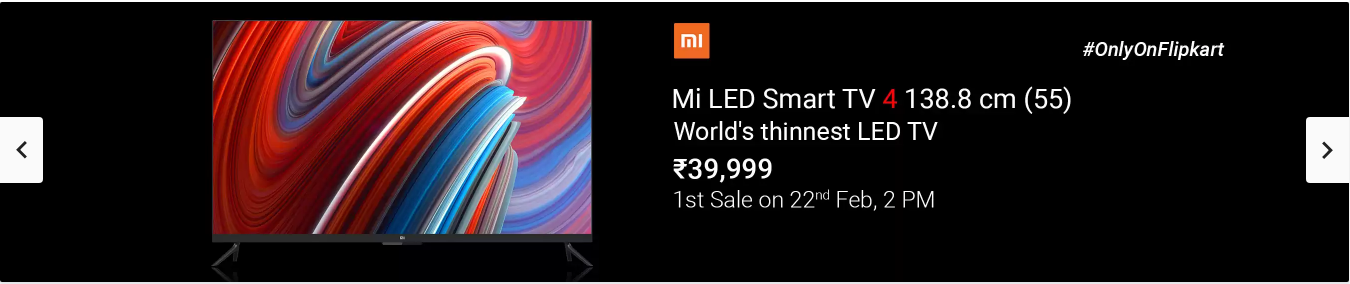 mi
#OnlyOnFlipkart
Mi LED Smart TV 4 138.8 cm (55)
World's thinnest LED TV
₹39,999
1st Sale on 22nd Feb, 2 PM